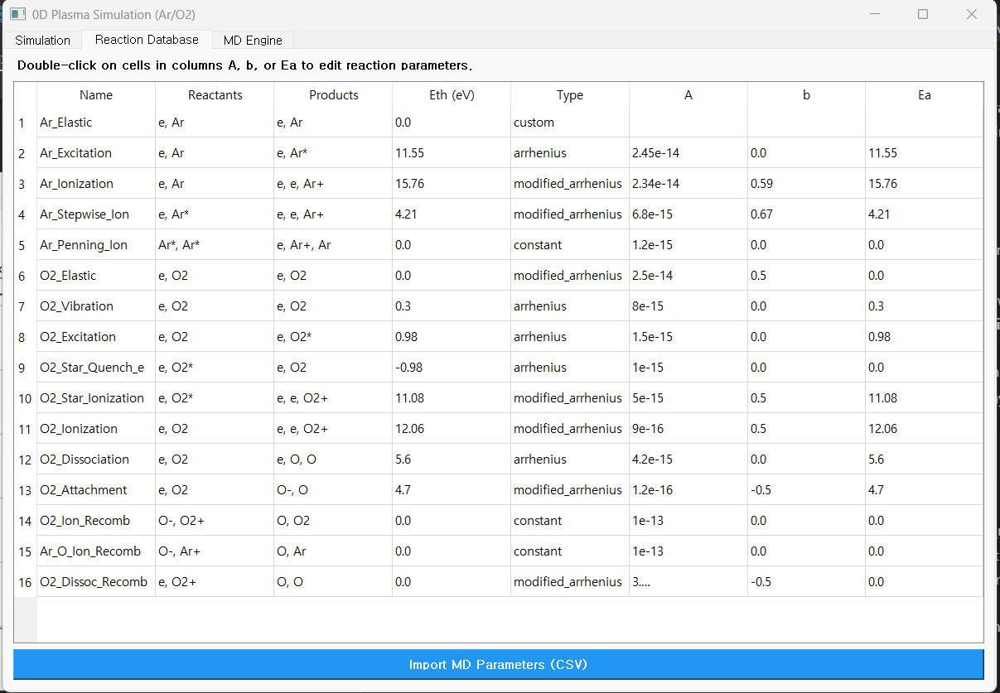 0D Plasma Simulation (Ar/O2)
Simulation Reaction Database MD Engine
Double-click on cells in columns A, b, or Ea to edit reaction parameters.
Name Reactants Products Eth (eV) Type A b Ea
1 Ar_Elastic e, Ar e, Ar 0.0 custom
2 Ar_Excitation e, Ar e, Ar* 11.55 arrhenius 2.45e-14 0.0 11.55
3 Ar_Ionization e, Ar e, e, Ar+ 15.76 modified_arrhenius 2.34e-14 0.59 15.76
4 Ar_Stepwise_Ion e, Ar* e, e, Ar+ 4.21 modified_arrhenius 6.8e-15 0.67 4.21
5 Ar_Penning_Ion Ar*, Ar* e, Ar+, Ar 0.0 constant 1.2e-15 0.0 0.0
6 O2_Elastic e, O2 e, O2 0.0 modified_arrhenius 2.5e-14 0.5 0.0
7 O2_Vibration e, O2 e, O2 0.3 arrhenius 8e-15 0.0 0.3
8 O2_Excitation e, O2 e, O2* 0.98 arrhenius 1.5e-15 0.0 0.98
9 O2_Star_Quench_e e, O2* e, O2 -0.98 arrhenius 1e-15 0.0 0.0
10 O2_Star_Ionization e, O2* e, e, O2+ 11.08 modified_arrhenius 5e-15 0.5 11.08
11 O2_Ionization e, O2 e, e, O2+ 12.06 modified_arrhenius 9e-16 0.5 12.06
12 O2_Dissociation e, O2 e, O, O 5.6 arrhenius 4.2e-15 0.0 5.6
13 O2_Attachment e, O2 O-, O 4.7 modified_arrhenius 1.2e-16 -0.5 4.7
14 O2_Ion_Recomb O-, O2+ O, O2 0.0 constant 1e-13 0.0 0.0
15 Ar_O_Ion_Recomb O-, Ar+ O, Ar 0.0 constant 1e-13 0.0 0.0
16 O2_Dissoc_Recomb e, O2+ O, O 0.0 modified_arrhenius 3.... -0.5 0.0
Import MD Parameters (CSV)